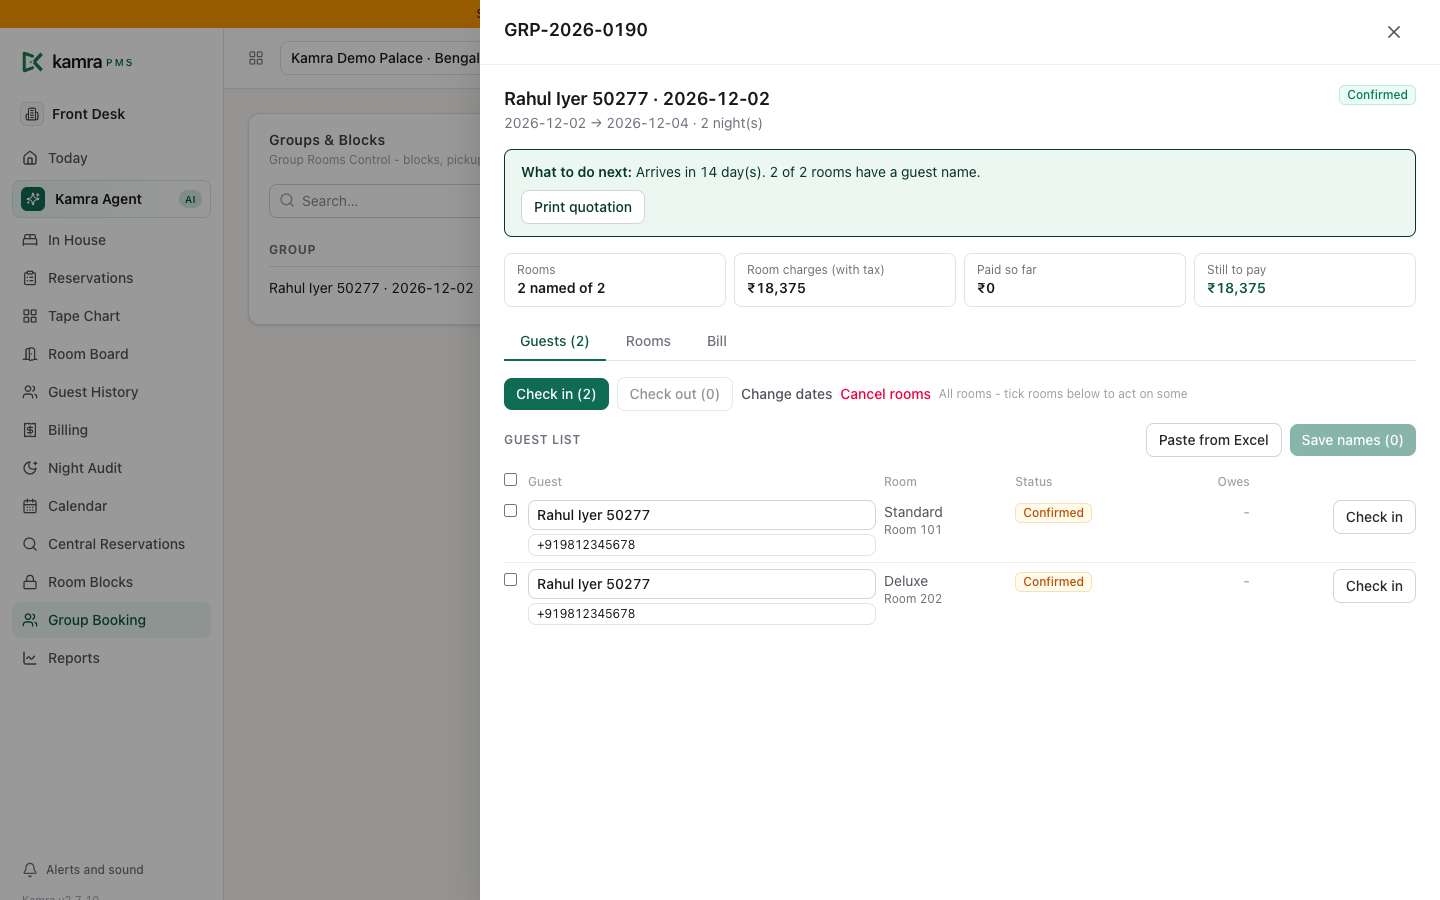 kamra PMS
Front Desk
Today
Kamra Agent AI
In House
Reservations
Tape Chart
Room Board
Guest History
Billing
Night Audit
Calendar
Central Reservations
Room Blocks
Group Booking
Reports
Alerts and sound
Kamra Demo Palace · Bengal
Groups & Blocks
Group Rooms Control - blocks, pickup
Search...
GROUP
Rahul Iyer 50277 · 2026-12-02
GRP-2026-0190
Rahul Iyer 50277 · 2026-12-02
Confirmed
2026-12-02 → 2026-12-04 · 2 night(s)
What to do next: Arrives in 14 day(s). 2 of 2 rooms have a guest name.
Print quotation
Rooms
2 named of 2
Room charges (with tax)
₹18,375
Paid so far
₹0
Still to pay
₹18,375
Guests (2) Rooms Bill
Check in (2) Check out (0) Change dates Cancel rooms All rooms - tick rooms below to act on some
GUEST LIST Paste from Excel Save names (0)
Guest Room Status Owes
Rahul Iyer 50277 Standard Confirmed - Check in
+919812345678 Room 101
Rahul Iyer 50277 Deluxe Confirmed - Check in
+919812345678 Room 202